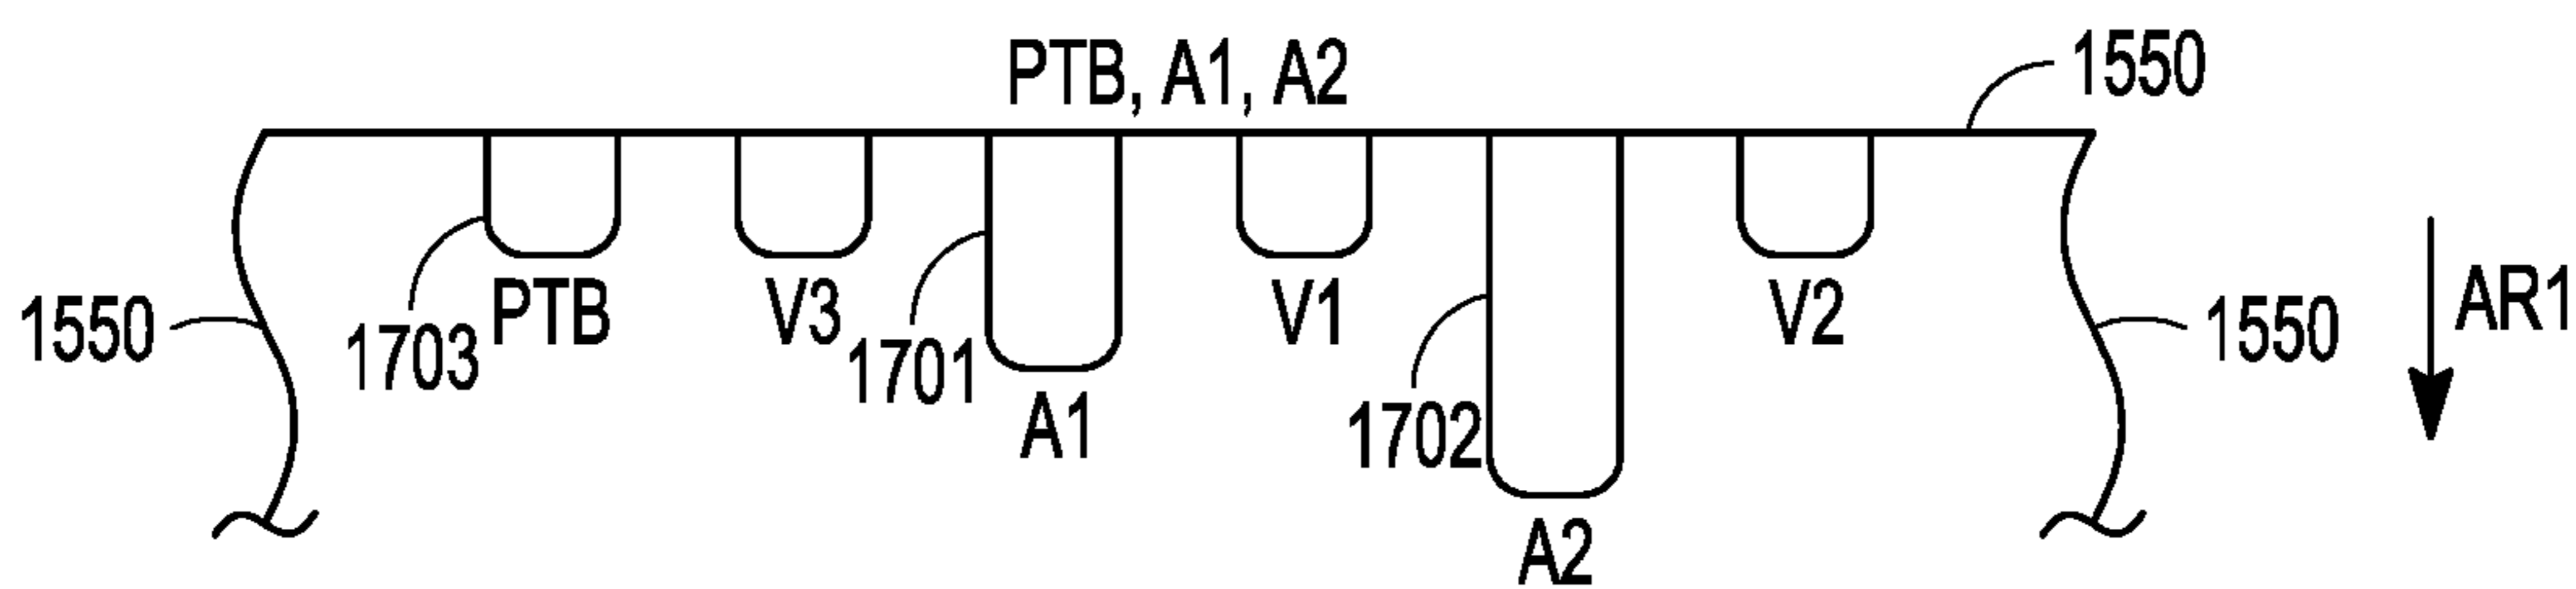 PTB, A1, A2
1550
1550
1703
PTB
V3
1701
A1
V1
1702
A2
V2
1550
AR1